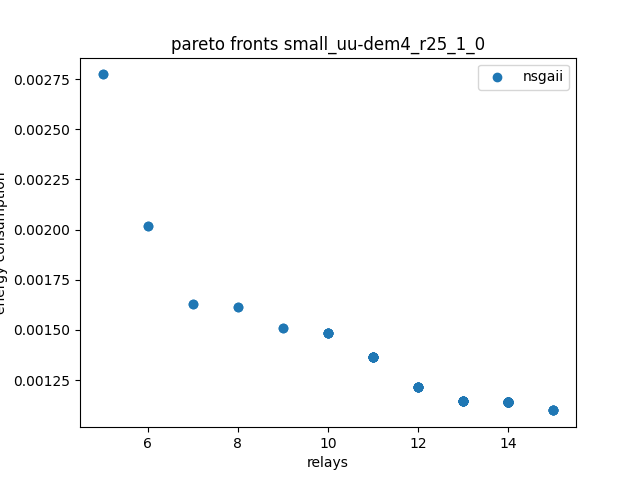 pareto fronts small_uu-dem4_r25_1_0
nsgaii
0.00275
0.00250
0.00225
0.00200
0.00175
0.00150
0.00125
energy consumption
6 8 10 12 14
relays